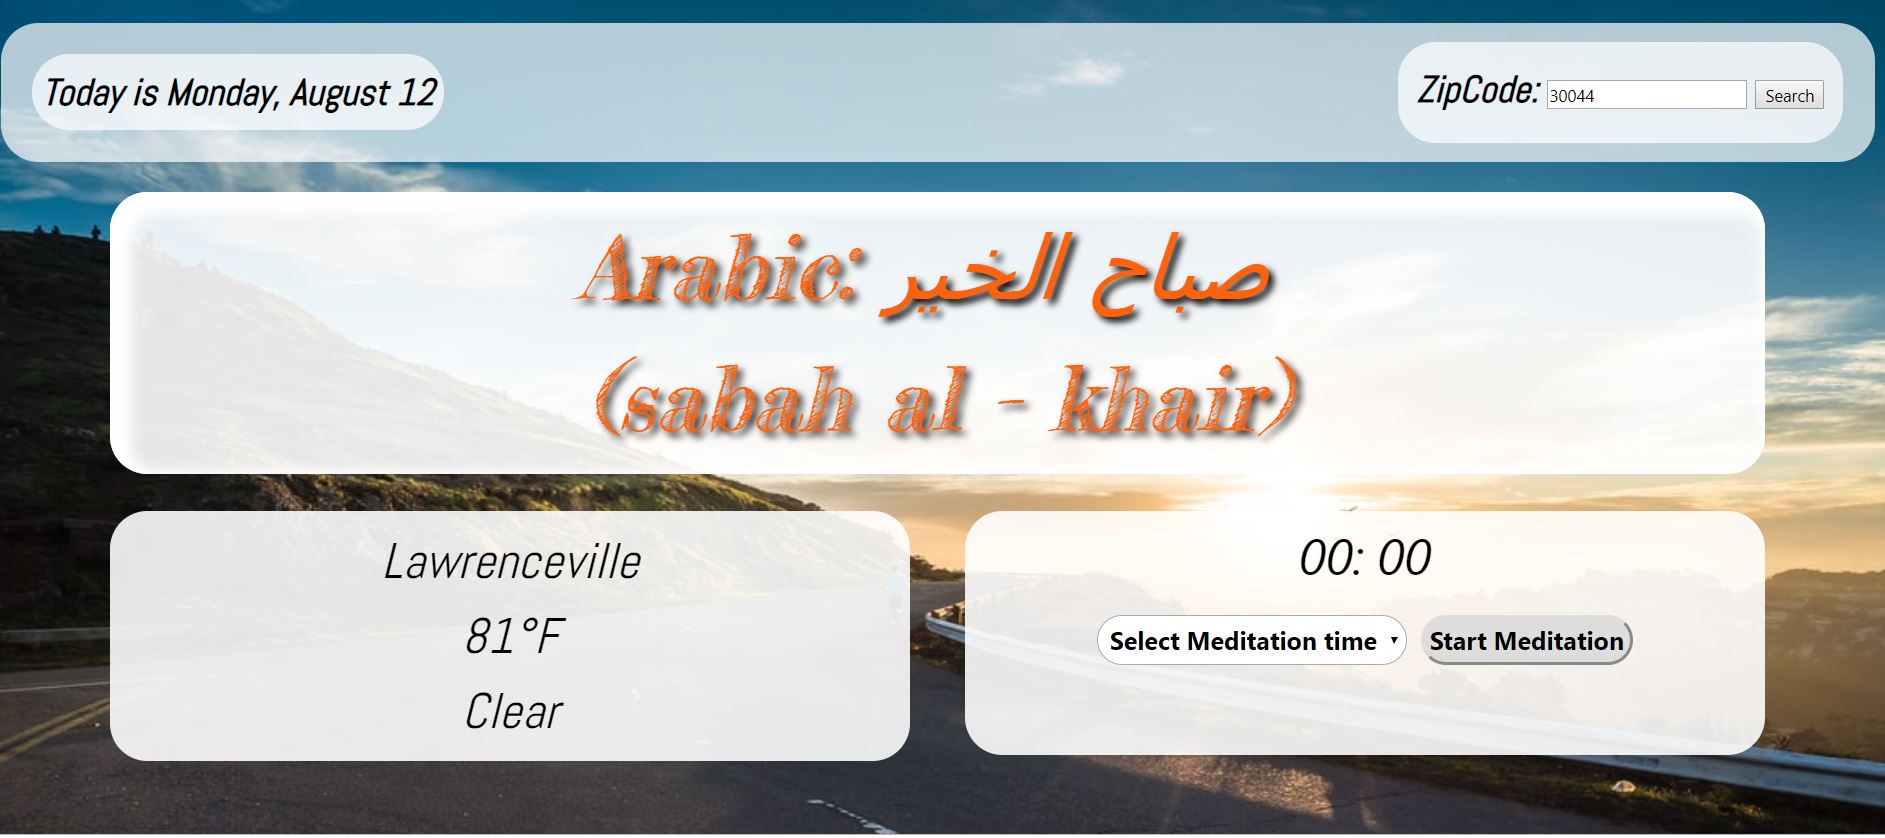 Today is Monday, August 12
ZipCode: 30044 Search
Arabic: صباح الخير
(sabah al - khair)
Lawrenceville
81°F
Clear
00: 00
Select Meditation time Start Meditation